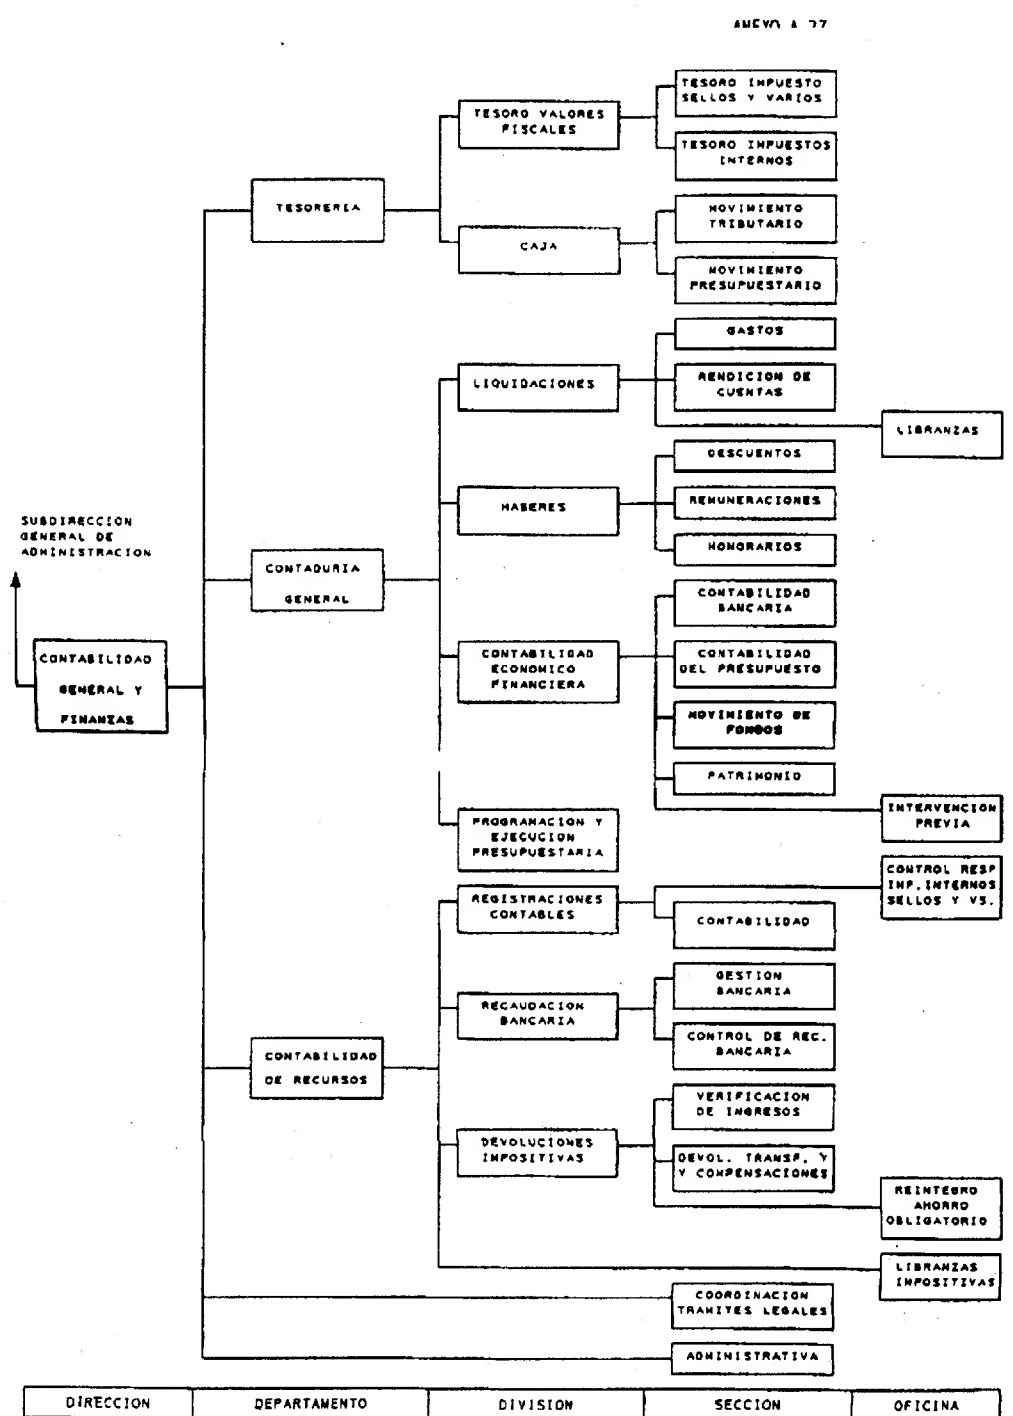 ANEXO A 27
TESORO IMPUESTO
SELLOS Y VARIOS
TESORO VALORES
FISCALES
TESORO IMPUESTOS
INTERNOS
TESORERIA
MOVIMIENTO
TRIBUTARIO
CAJA
MOVIMIENTO
PRESUPUESTARIO
GASTOS
LIQUIDACIONES
RENDICION DE
CUENTAS
LIBRANZAS
DESCUENTOS
HABERES
REMUNERACIONES
HONORARIOS
SUBDIRECCION
GENERAL DE
ADMINISTRACION
CONTADURIA
GENERAL
CONTABILIDAD
BANCARIA
CONTABILIDAD
GENERAL Y
FINANZAS
CONTABILIDAD
ECONOMICO
FINANCIERA
CONTABILIDAD
DEL PRESUPUESTO
MOVIMIENTO DE
FONDOS
PATRIMONIO
INTERVENCION
PREVIA
PROGRAMACION Y
EJECUCION
PRESUPUESTARIA
CONTROL RESP
IMP.INTERNOS
SELLOS Y VS.
REGISTRACIONES
CONTABLES
CONTABILIDAD
GESTION
BANCARIA
RECAUDACION
BANCARIA
CONTROL DE REC.
BANCARIA
CONTABILIDAD
DE RECURSOS
VERIFICACION
DE INGRESOS
DEVOLUCIONES
IMPOSITIVAS
DEVOL. TRANSF. Y
Y COMPENSACIONES
REINTEGRO
AHORRO
OBLIGATORIO
LIBRANZAS
IMPOSITIVAS
COORDINACION
TRAMITES LEGALES
ADMINISTRATIVA
DIRECCION DEPARTAMENTO DIVISION SECCION OFICINA